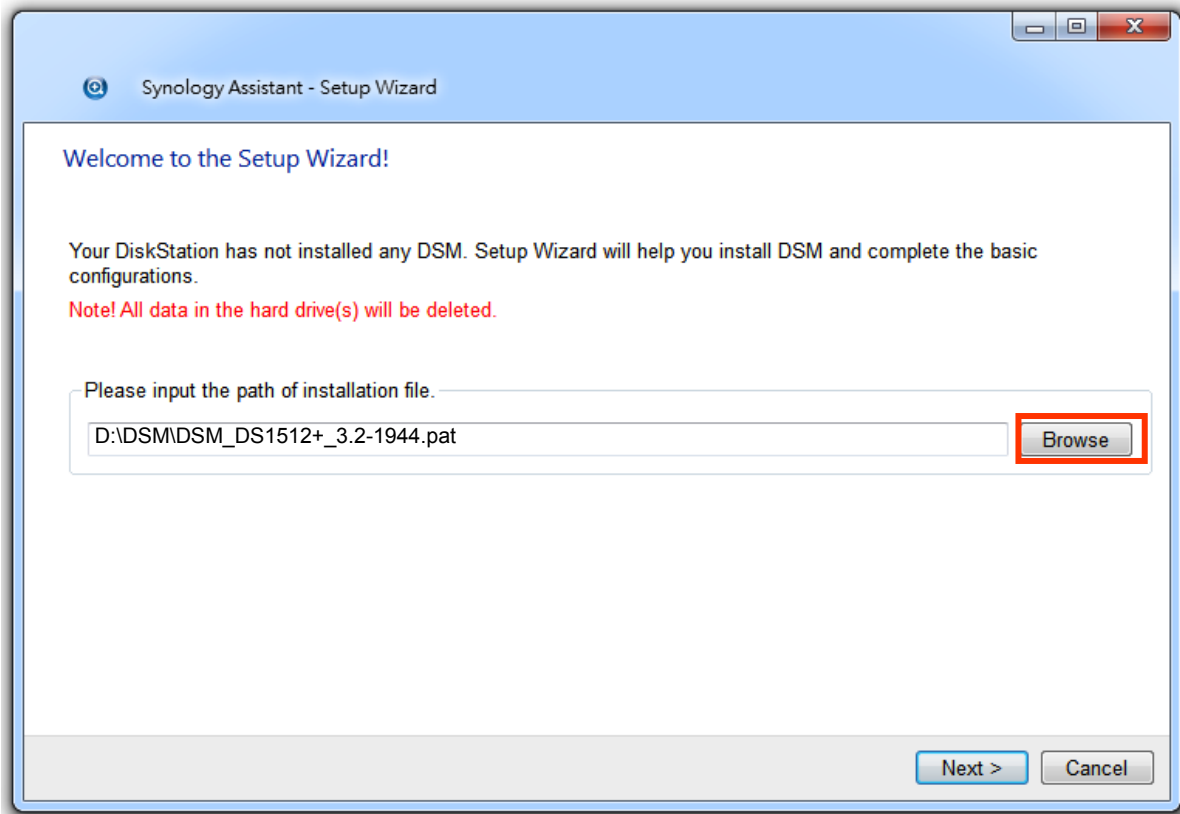 Synology Assistant - Setup Wizard
Welcome to the Setup Wizard!
Your DiskStation has not installed any DSM. Setup Wizard will help you install DSM and complete the basic
configurations.
Note! All data in the hard drive(s) will be deleted.
Please input the path of installation file.
D:\DSM\DSM_DS1512+_3.2-1944.pat
Browse
Next >
Cancel